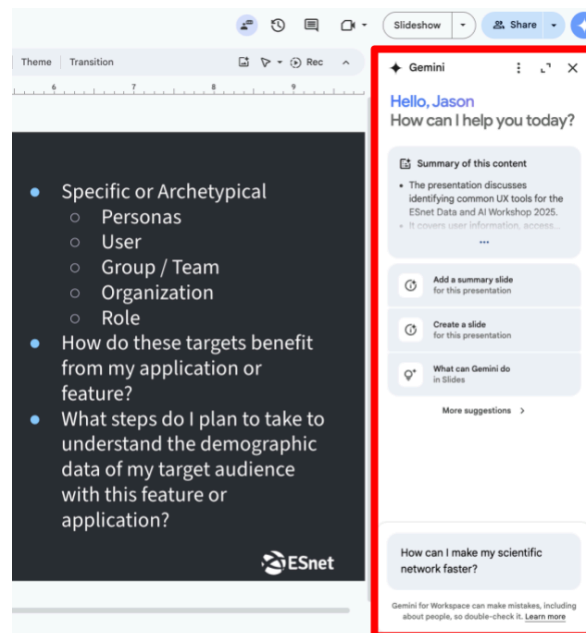 Slideshow
Share
Theme
Transition
Rec
6
7
8
9
Specific or Archetypical
Personas
User
Group / Team
Organization
Role
How do these targets benefit
from my application or
feature?
What steps do I plan to take to
understand the demographic
data of my target audience
with this feature or
application?
ESnet
Gemini
Hello, Jason
How can I help you today?
Summary of this content
The presentation discusses
identifying common UX tools for the
ESnet Data and AI Workshop 2025.
It covers user information, access...
Add a summary slide
for this presentation
Create a slide
for this presentation
What can Gemini do
in Slides
More suggestions
How can I make my scientific
network faster?
Gemini for Workspace can make mistakes, including
about people, so double-check it. Learn more